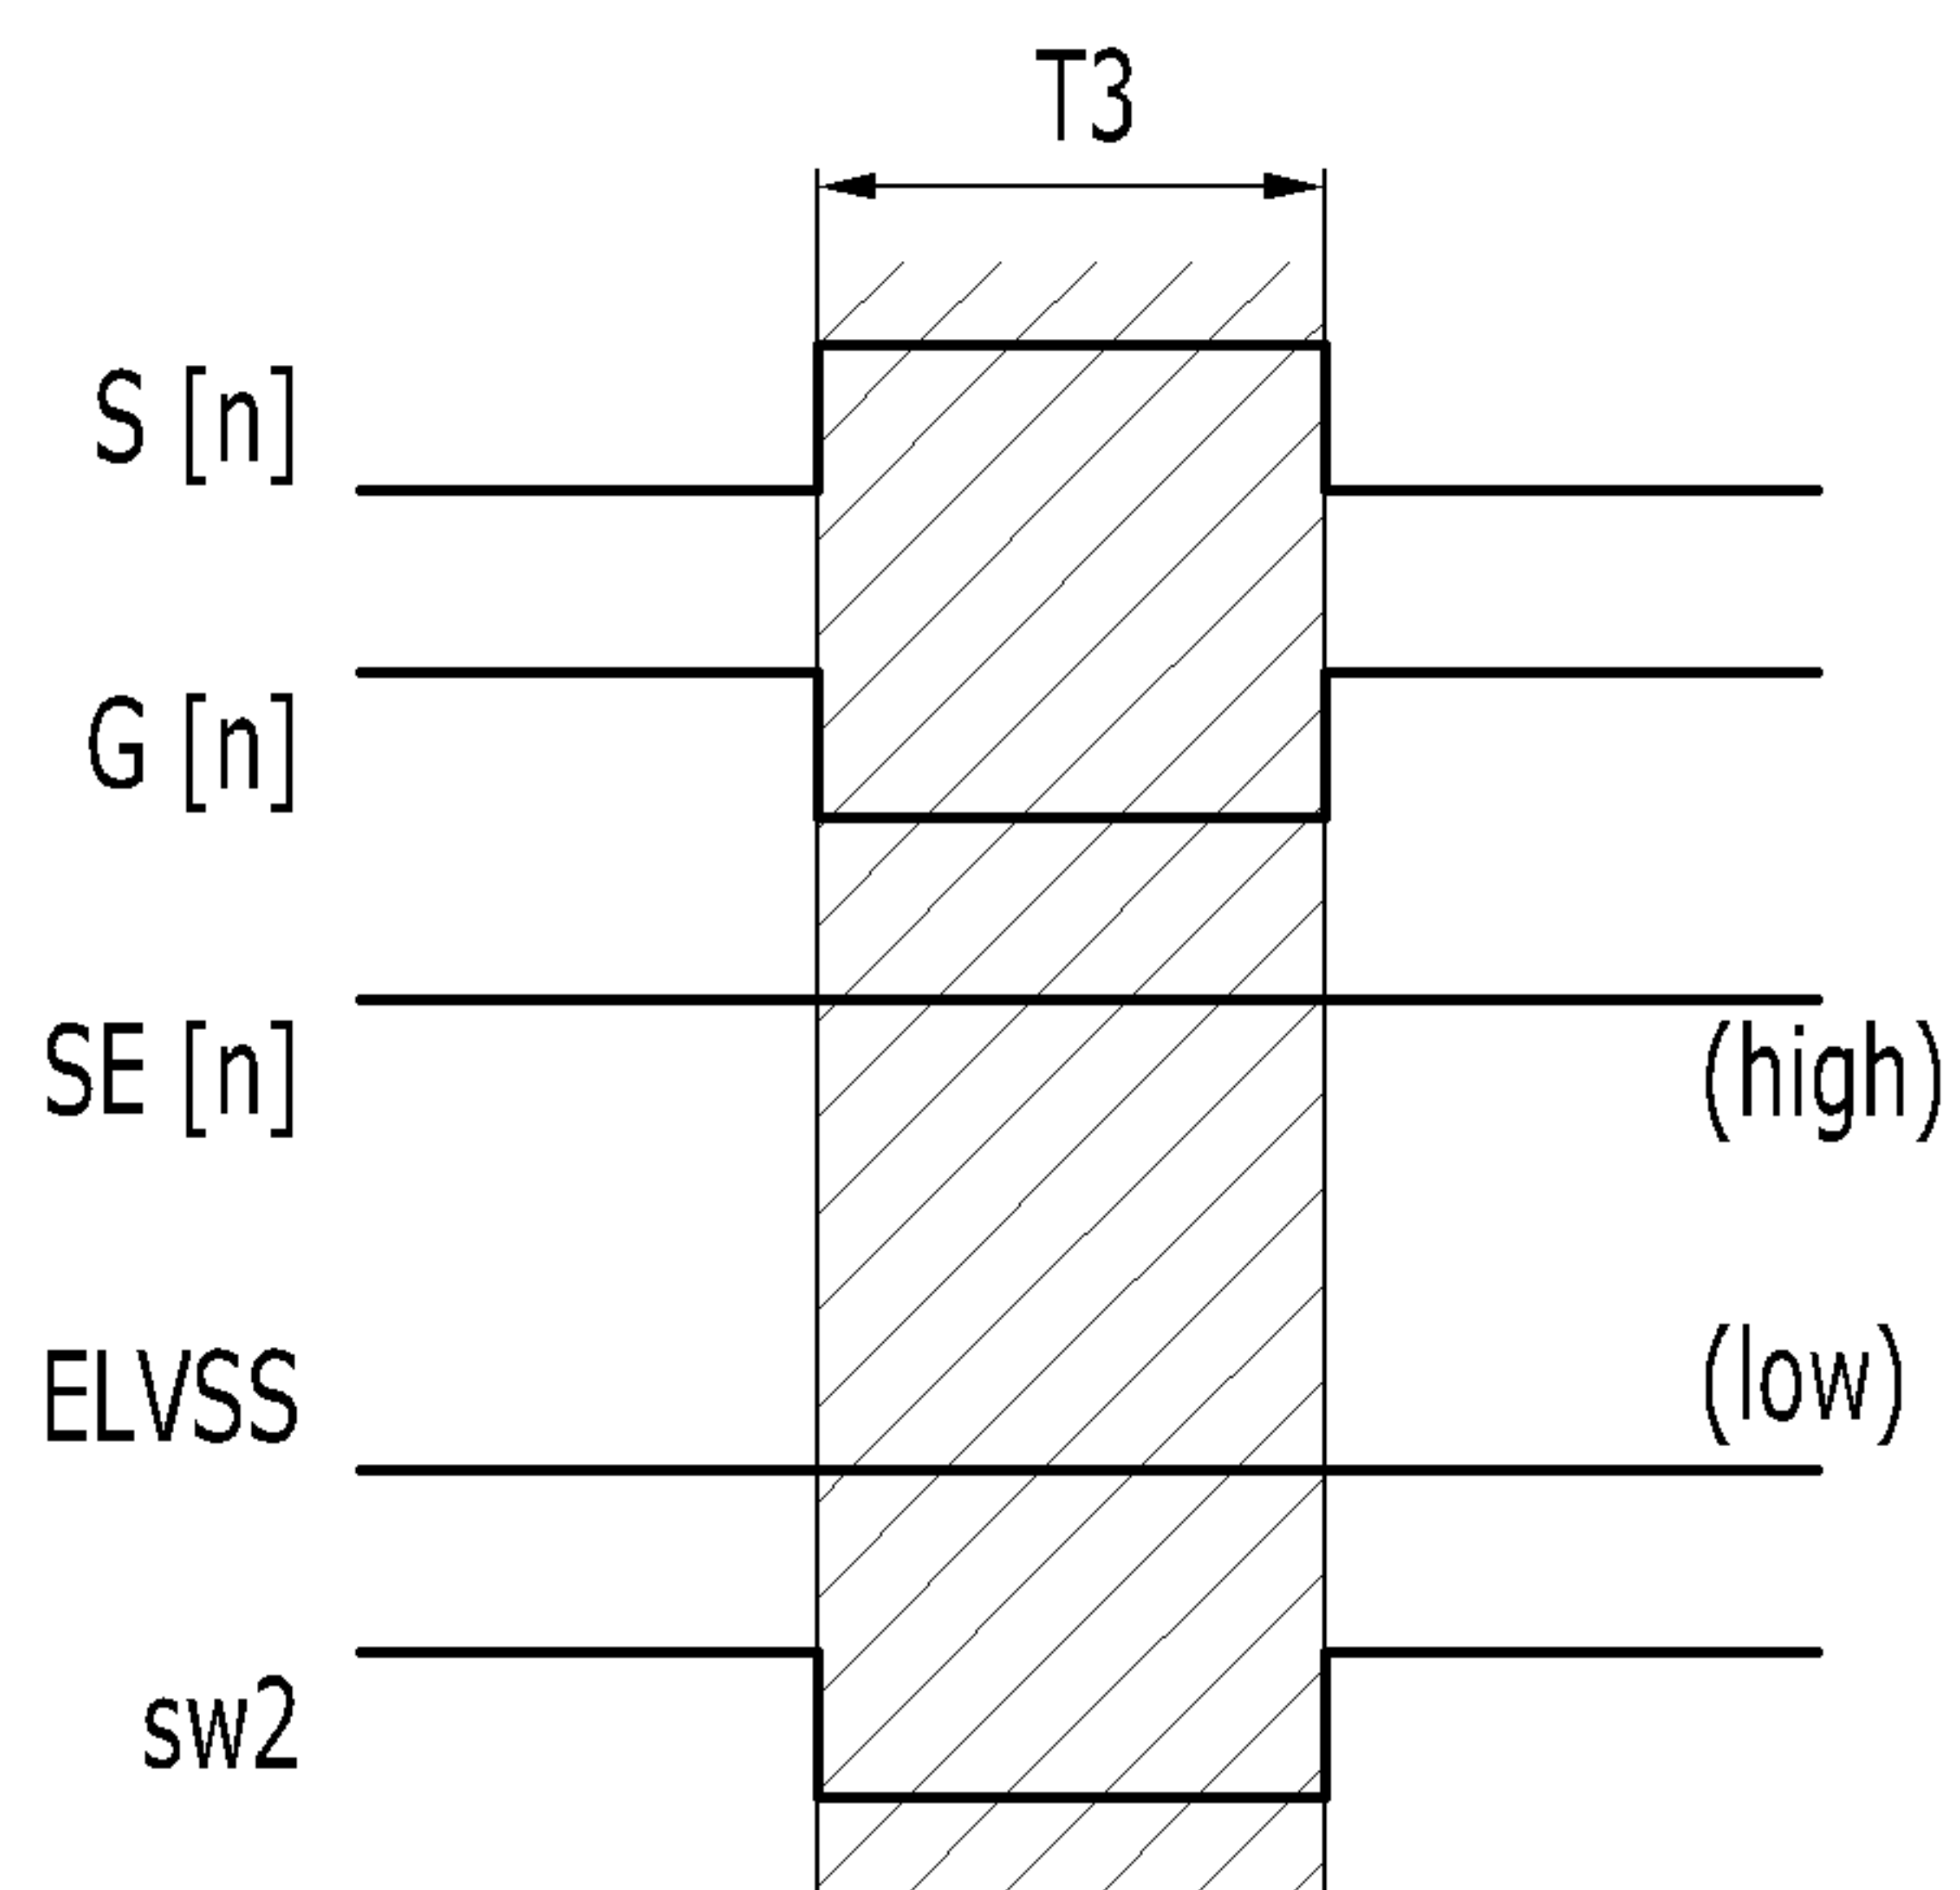 T3
S [n]
G [n]
SE [n]
(high)
ELVSS
(low)
sw2